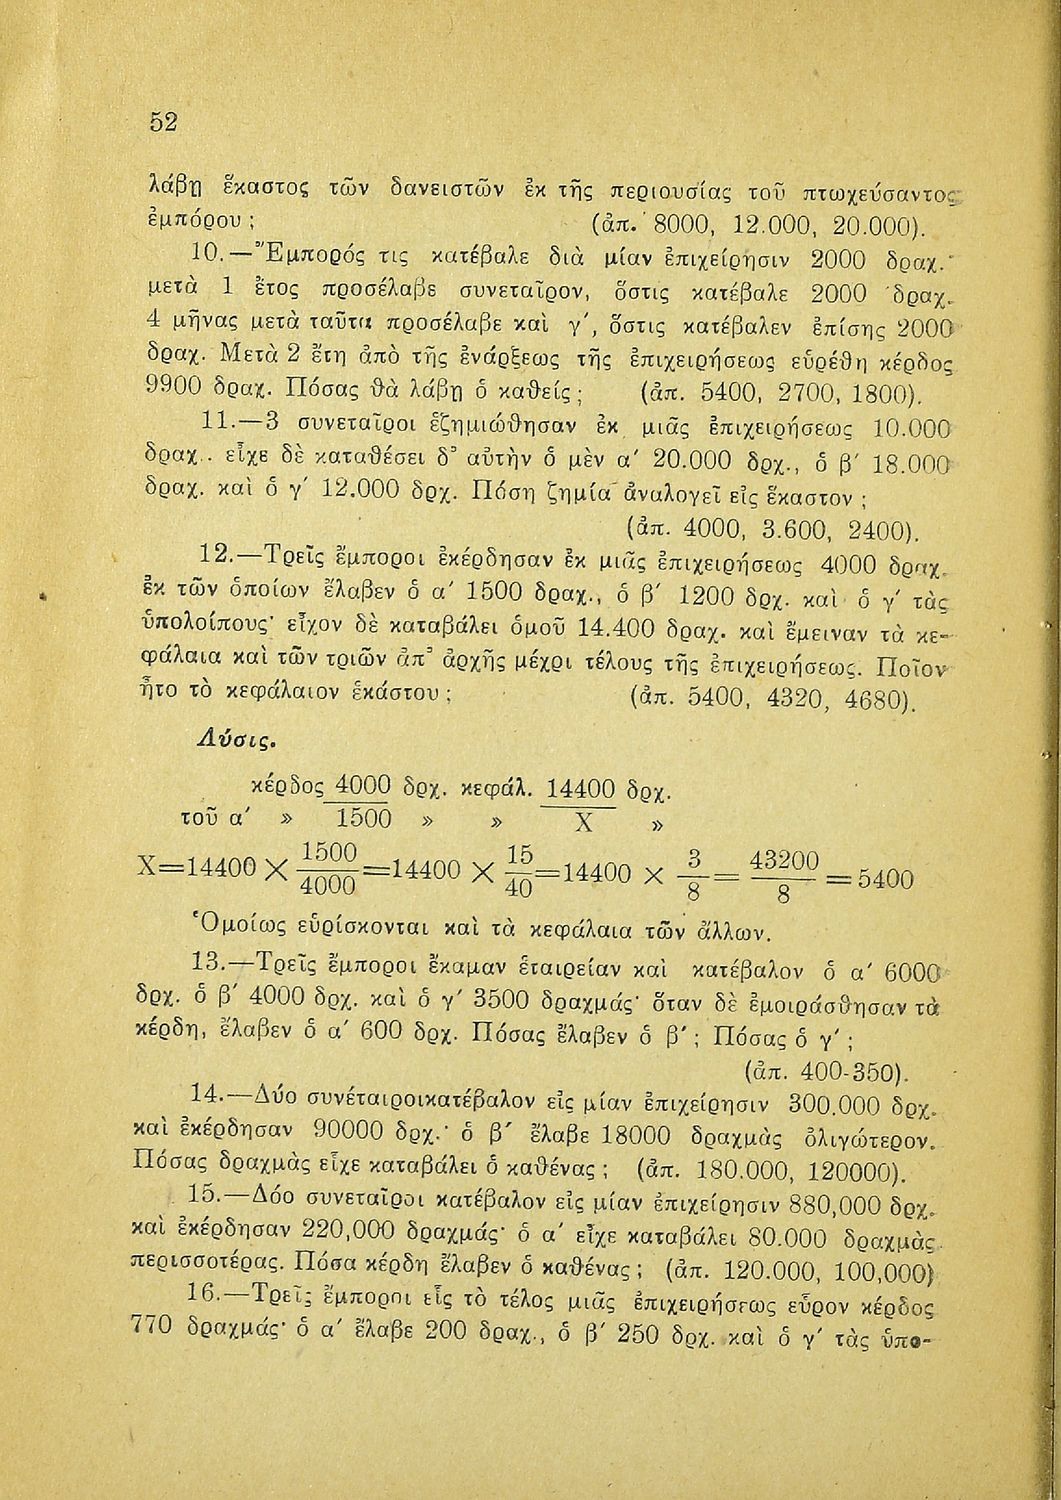 52
λάβῃ ἕκαστος τῶν δανειστῶν ἐκ τῆς περιουσίας τοῦ πτωχεύσαντος
ἐμπόρου ; (ἀπ. 8000, 12.000, 20.000).
10.—Ἔμπορός τις κατέβαλε διὰ μίαν ἐπιχείρησιν 2000 δραχ.·
μετὰ 1 ἔτος προσέλαβε συνεταῖρον, ὅστις κατέβαλε 2000 δραχ.
4 μῆνας μετὰ ταῦτα προσέλαβε καὶ γ', ὅστις κατέβαλεν ἐπίσης 2000
δραχ. Μετὰ 2 ἔτη ἀπὸ τῆς ἐνάρξεως τῆς ἐπιχειρήσεως εὑρέθη κέρδος
9900 δραχ. Πόσας θὰ λάβῃ ὁ καθείς ; (ἀπ. 5400, 2700, 1800).
11.—3 συνεταῖροι ἐζημιώθησαν ἐκ μιᾶς ἐπιχειρήσεως 10.000
δραχ.. εἶχε δὲ καταθέσει δ' αὐτὴν ὁ μὲν α' 20.000 δρχ., ὁ β' 18.000
δραχ. καὶ ὁ γ' 12.000 δρχ. Πόση ζημία ἀναλογεῖ εἰς ἕκαστον ;
(ἀπ. 4000, 3.600, 2400).
12.—Τρεῖς ἔμποροι ἐκέρδησαν ἐκ μιᾶς ἐπιχειρήσεως 4000 δραχ.
ἐκ τῶν ὁποίων ἔλαβεν ὁ α' 1500 δραχ., ὁ β' 1200 δρχ. καὶ ὁ γ' τὰς
ὑπολοίπους· εἶχον δὲ καταβάλει ὁμοῦ 14.400 δραχ. καὶ ἔμειναν τὰ κε-
φάλαια καὶ τῶν τριῶν ἀπ' ἀρχῆς μέχρι τέλους τῆς ἐπιχειρήσεως. Ποῖον
ἦτο τὸ κεφάλαιον ἑκάστου ; (ἀπ. 5400, 4320, 4680).
Λύσις.
κέρδος 4000 δρχ. κεφάλ. 14400 δρχ.
τοῦ α' » 1500 » » Χ »
Χ=14400 × 1500/4000=14400 × 15/40=14400 × 3/8= 43200/8 =5400
Ὁμοίως εὑρίσκονται καὶ τὰ κεφάλαια τῶν ἄλλων.
13.—Τρεῖς ἔμποροι ἔκαμαν ἑταιρείαν καὶ κατέβαλον ὁ α' 6000
δρχ. ὁ β' 4000 δρχ. καὶ ὁ γ' 3500 δραχμάς· ὅταν δὲ ἐμοιράσθησαν τὰ
κέρδη, ἔλαβεν ὁ α' 600 δρχ. Πόσας ἔλαβεν ὁ β' ; Πόσας ὁ γ' ;
(ἀπ. 400-350).
14.—Δύο συνέταιροικατέβαλον εἰς μίαν ἐπιχείρησιν 300.000 δρχ.
καὶ ἐκέρδησαν 90000 δρχ.· ὁ β' ἔλαβε 18000 δραχμὰς ὀλιγώτερον.
Πόσας δραχμὰς εἶχε καταβάλει ὁ καθένας ; (ἀπ. 180.000, 120000).
15.—Δόο συνεταῖροι κατέβαλον εἰς μίαν ἐπιχείρησιν 880,000 δρχ.
καὶ ἐκέρδησαν 220,000 δραχμάς· ὁ α' εἶχε καταβάλει 80.000 δραχμὰς
περισσοτέρας. Πόσα κέρδη ἔλαβεν ὁ καθένας ; (ἀπ. 120.000, 100,000)
16.—Τρεῖς ἔμποροι εἰς τὸ τέλος μιᾶς ἐπιχειρήσεως εὗρον κέρδος
770 δραχμάς· ὁ α' ἔλαβε 200 δραχ., ὁ β' 250 δρχ. καὶ ὁ γ' τὰς ὑπο-